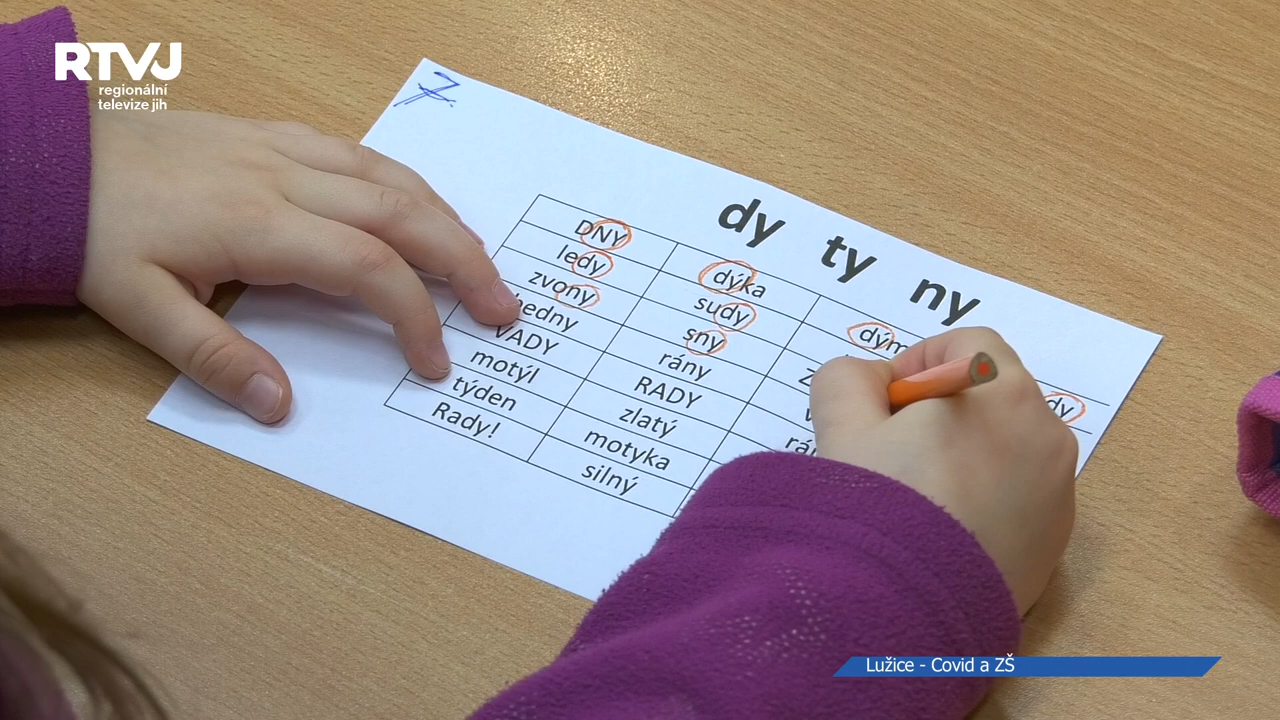 RTVJ
regionální
televize jih
7
dy ty ny
DNY
ledy
zvony
VADY
motýl
týden
Rady!
dýka
sudy
sny
rány
RADY
zlatý
motyka
silný
dým
dy
Lužice - Covid a ZŠ